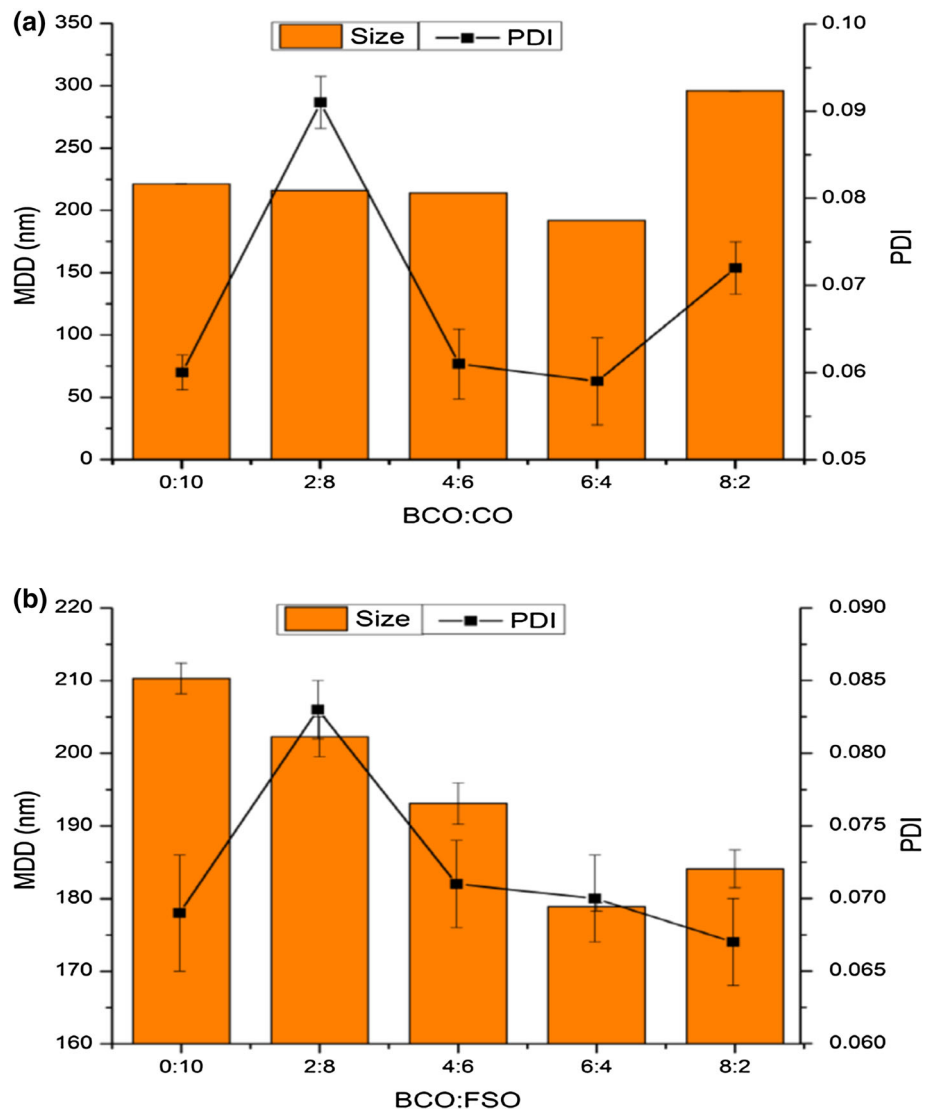 (a)
Size PDI
350
300
250
200
150
100
50
0
MDD (nm)
0.10
0.09
0.08
0.07
0.06
0.05
PDI
0:10 2:8 4:6 6:4 8:2
BCO:CO
(b)
Size PDI
220
210
200
190
180
170
160
MDD (nm)
0.090
0.085
0.080
0.075
0.070
0.065
0.060
PDI
0:10 2:8 4:6 6:4 8:2
BCO:FSO